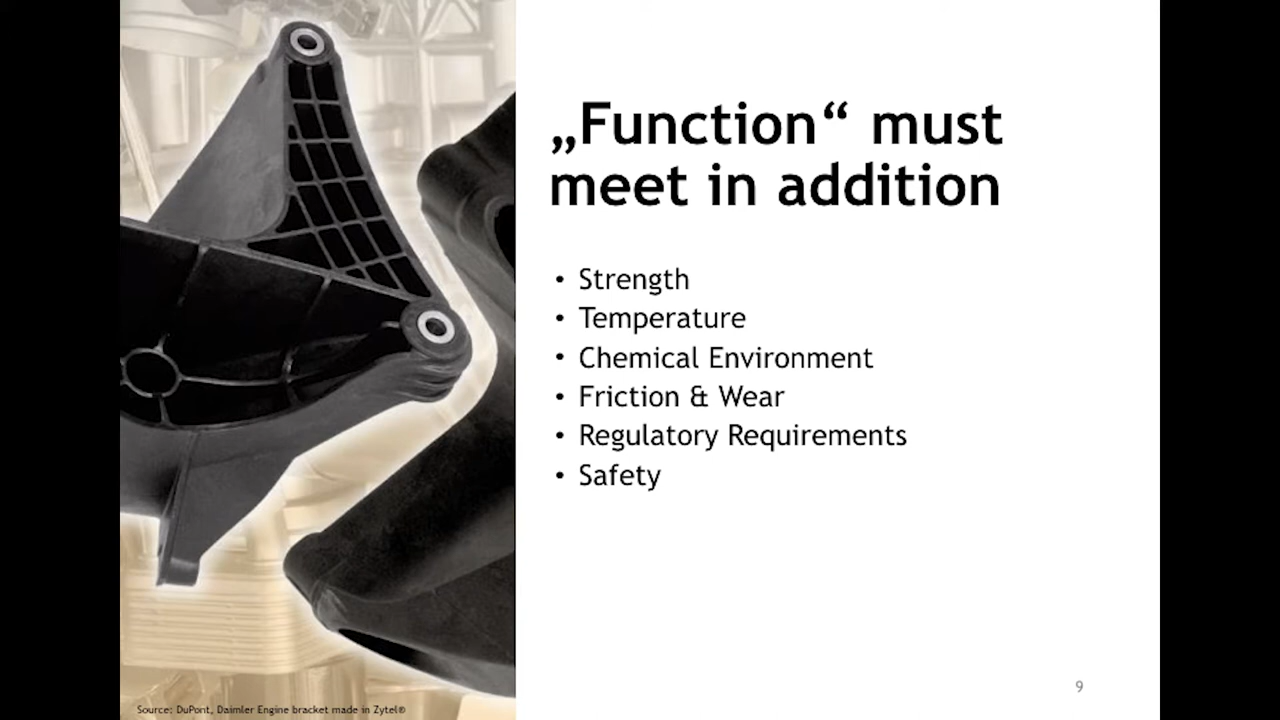 „Function“ must
meet in addition
• Strength
• Temperature
• Chemical Environment
• Friction & Wear
• Regulatory Requirements
• Safety
Source: DuPont, Daimler Engine bracket made in Zytel®
9